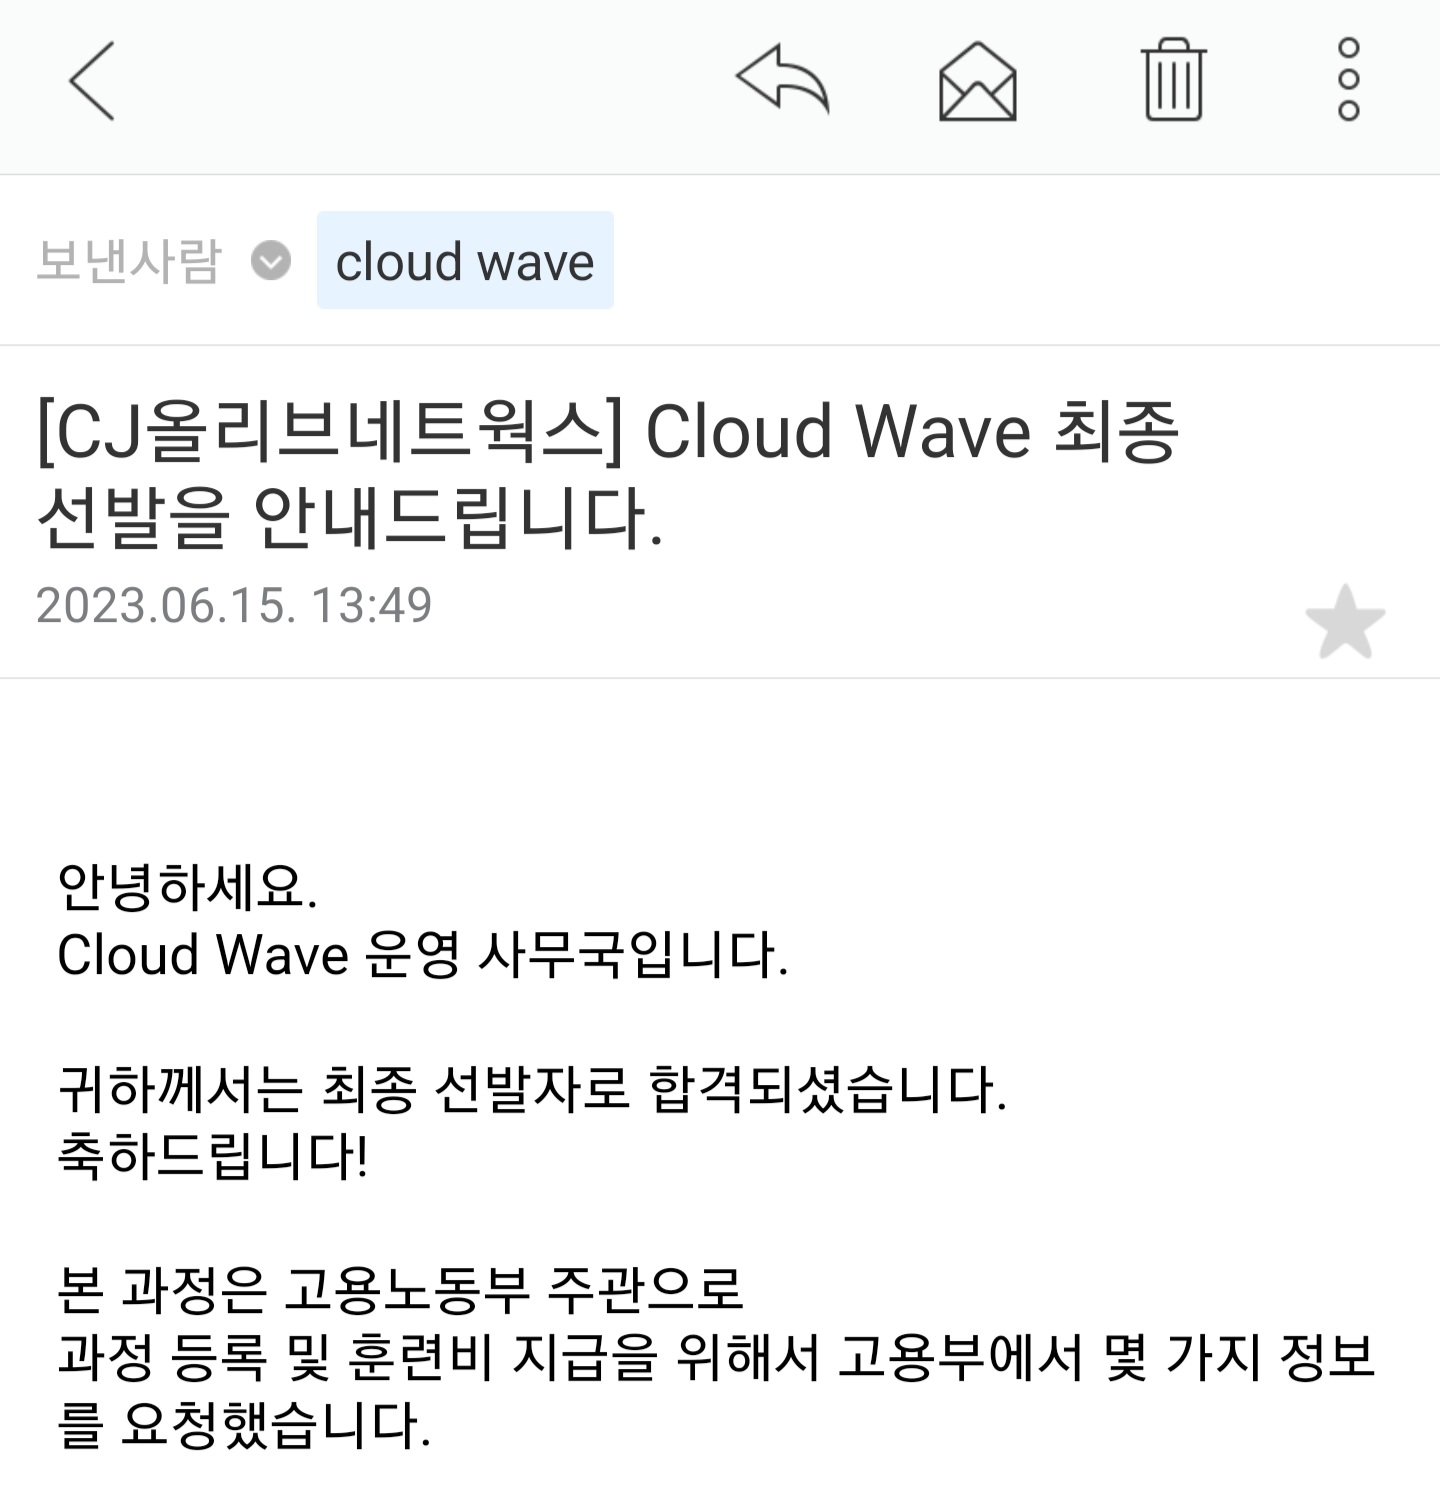 보낸사람 cloud wave
[CJ올리브네트웍스] Cloud Wave 최종
선발을 안내드립니다.
2023.06.15. 13:49
안녕하세요.
Cloud Wave 운영 사무국입니다.
귀하께서는 최종 선발자로 합격되셨습니다.
축하드립니다!
본 과정은 고용노동부 주관으로
과정 등록 및 훈련비 지급을 위해서 고용부에서 몇 가지 정보
를 요청했습니다.